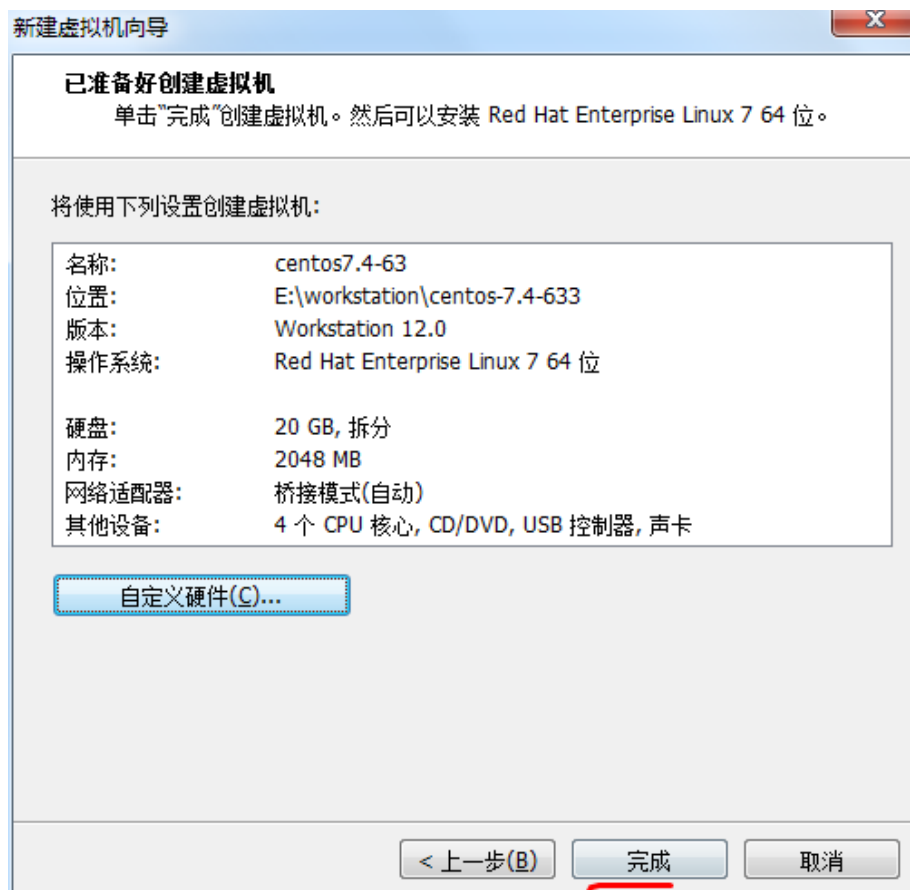 新建虚拟机向导
已准备好创建虚拟机
单击"完成"创建虚拟机。然后可以安装 Red Hat Enterprise Linux 7 64 位。
将使用下列设置创建虚拟机:
名称: centos7.4-63
位置: E:\workstation\centos-7.4-633
版本: Workstation 12.0
操作系统: Red Hat Enterprise Linux 7 64 位
硬盘: 20 GB, 拆分
内存: 2048 MB
网络适配器: 桥接模式(自动)
其他设备: 4 个 CPU 核心, CD/DVD, USB 控制器, 声卡
自定义硬件(C)...
< 上一步(B) 完成 取消